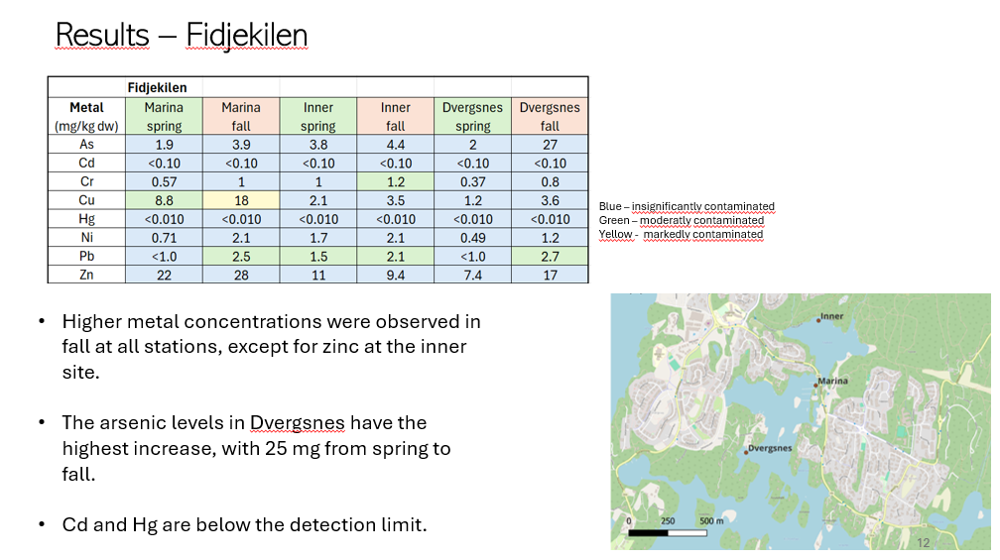 Results – Fidjekilen
Fidjekilen
Metal (mg/kg dw) Marina spring Marina fall Inner spring Inner fall Dvergsnes spring Dvergsnes fall
As 1.9 3.9 3.8 4.4 2 27
Cd <0.10 <0.10 <0.10 <0.10 <0.10 <0.10
Cr 0.57 1 1 1.2 0.37 0.8
Cu 8.8 18 2.1 3.5 1.2 3.6
Hg <0.010 <0.010 <0.010 <0.010 <0.010 <0.010
Ni 0.71 2.1 1.7 2.1 0.49 1.2
Pb <1.0 2.5 1.5 2.1 <1.0 2.7
Zn 22 28 11 9.4 7.4 17
Blue – insignificantly contaminated
Green – moderatly contaminated
Yellow - markedly contaminated
• Higher metal concentrations were observed in
fall at all stations, except for zinc at the inner
site.
• The arsenic levels in Dvergsnes have the
highest increase, with 25 mg from spring to
fall.
• Cd and Hg are below the detection limit.
Inner
Marina
Dvergsnes
0 250 500 m
12